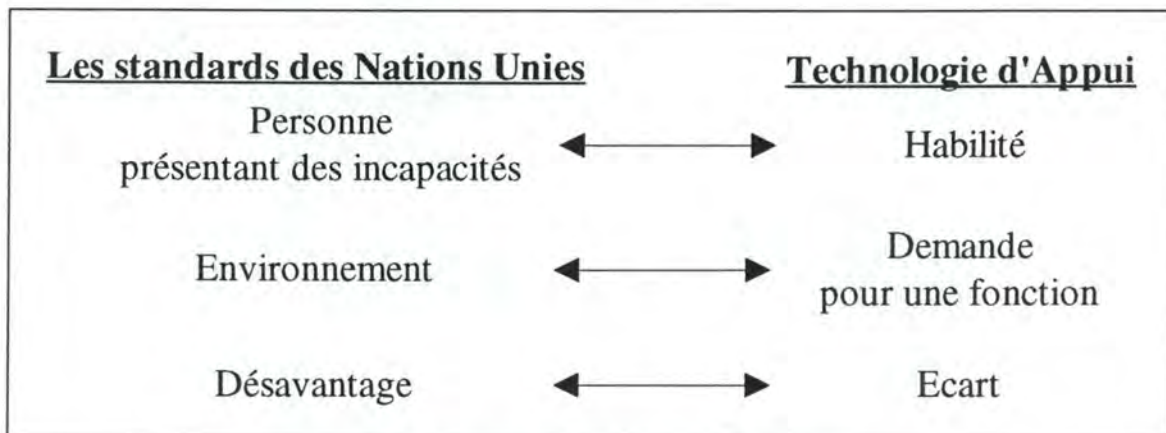 Les standards des Nations Unies
Technologie d'Appui
Personne
présentant des incapacités
Habilité
Environnement
Demande
pour une fonction
Désavantage
Ecart